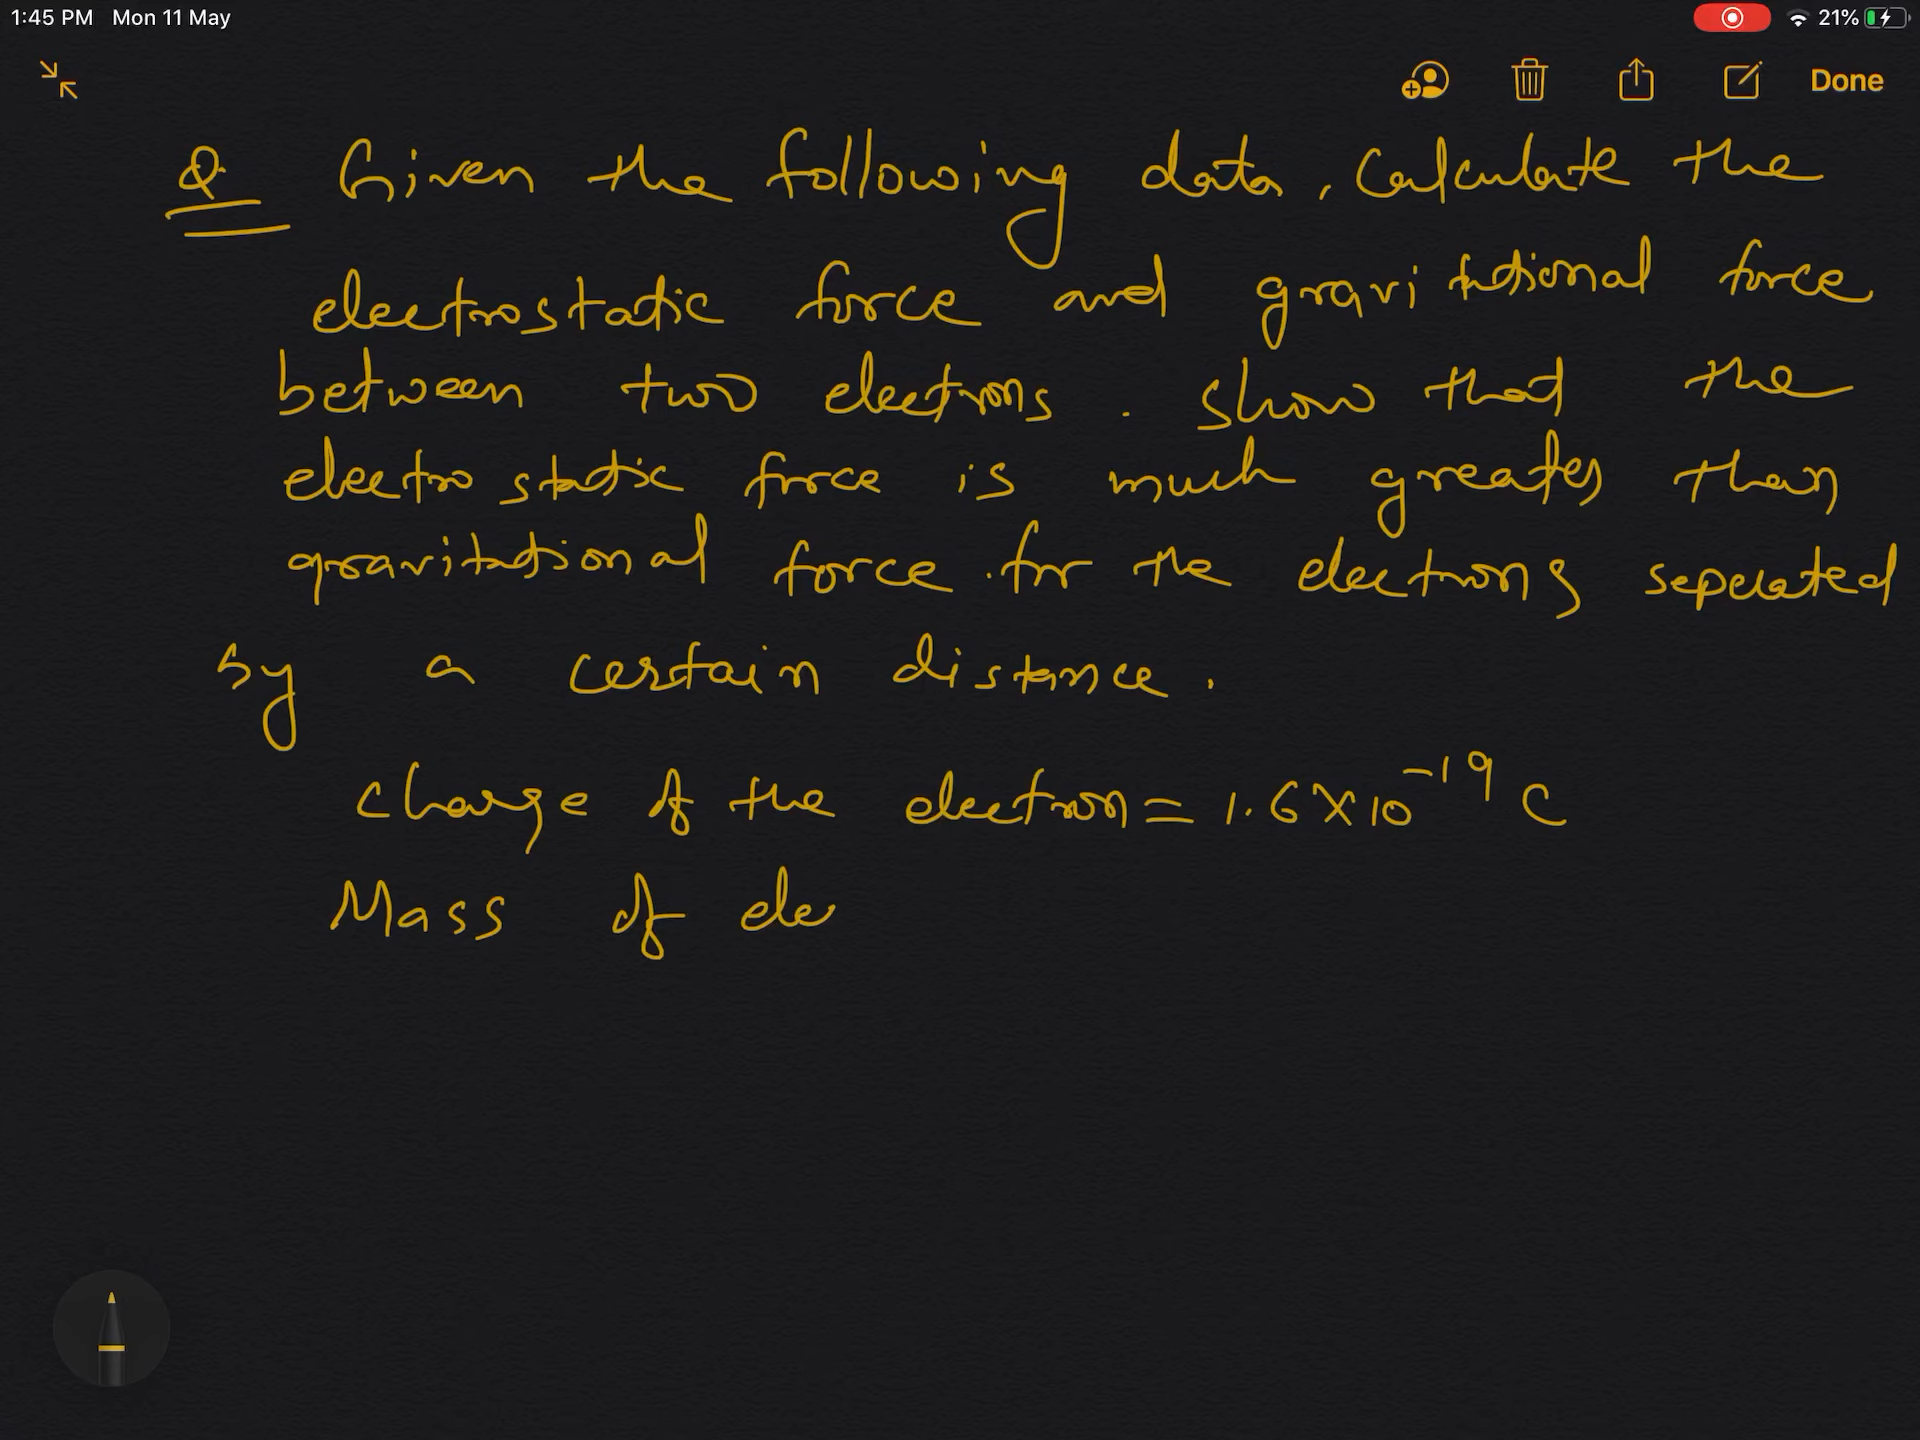 1:45 PM Mon 11 May 21%
Done
Q Given the following data, Calculate the
electrostatic force and gravitational force
between two electrons. Show that the
electrostatic force is much greater than
gravitational force for the electrons seperated
by a certain distance.
Charge of the electron = 1.6 X 10⁻¹⁹ C
Mass of ele